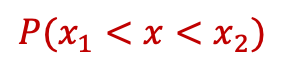 P(x₁ < x < x₂)